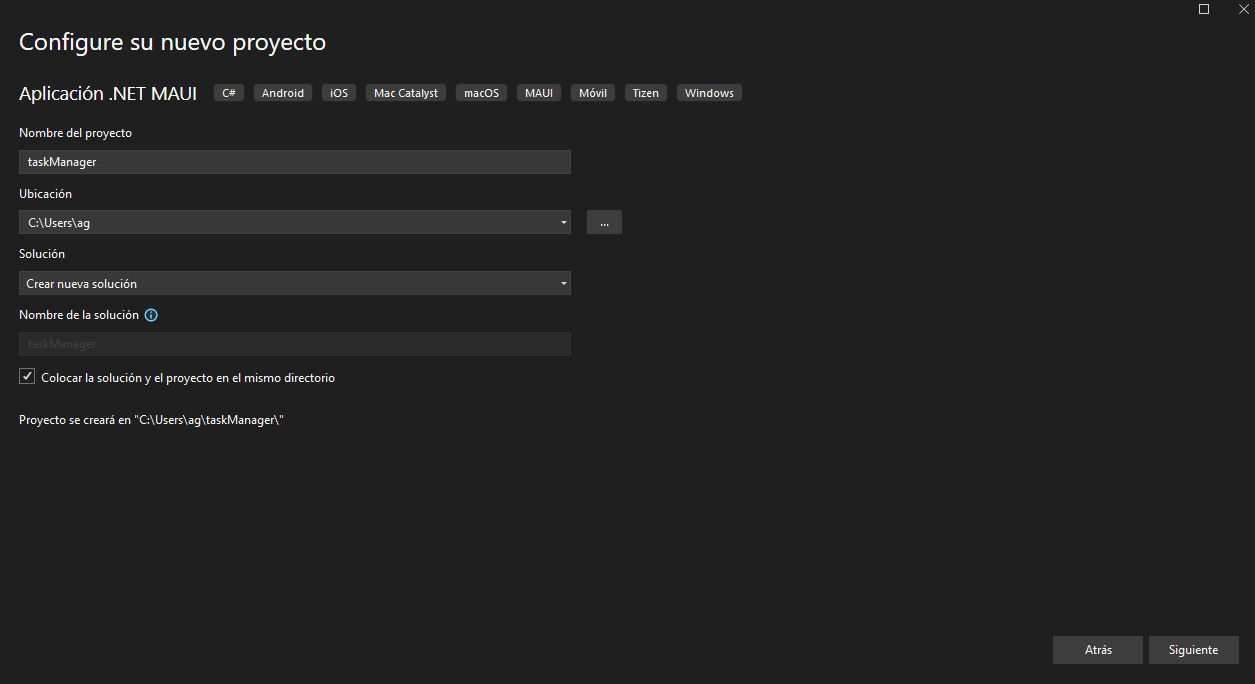 Configure su nuevo proyecto
Aplicación .NET MAUI C# Android iOS Mac Catalyst macOS MAUI Móvil Tizen Windows
Nombre del proyecto
taskManager
Ubicación
C:\Users\ag
...
Solución
Crear nueva solución
Nombre de la solución
taskManager
Colocar la solución y el proyecto en el mismo directorio
Proyecto se creará en "C:\Users\ag\taskManager\"
Atrás Siguiente